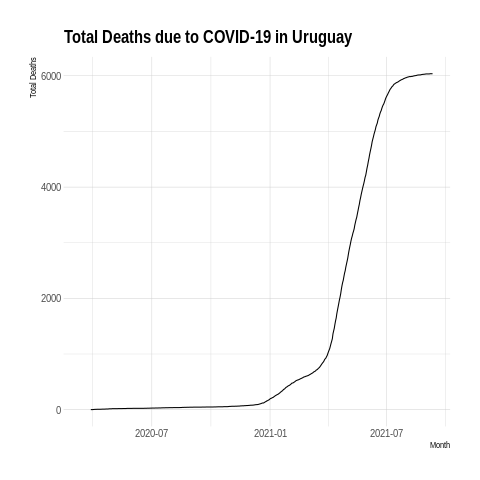 Total Deaths due to COVID-19 in Uruguay
Total Deaths
6000
4000
2000
0
2020-07
2021-01
2021-07
Month